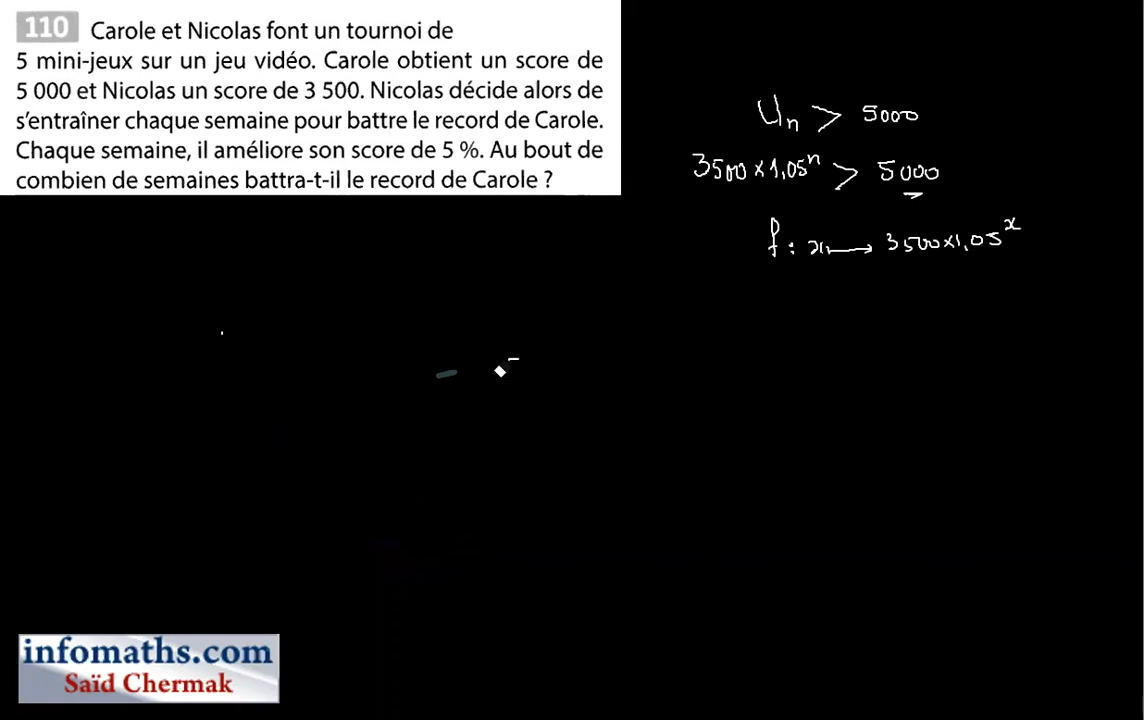 110 Carole et Nicolas font un tournoi de
5 mini-jeux sur un jeu vidéo. Carole obtient un score de
5 000 et Nicolas un score de 3 500. Nicolas décide alors de
s'entraîner chaque semaine pour battre le record de Carole.
Chaque semaine, il améliore son score de 5 %. Au bout de
combien de semaines battra-t-il le record de Carole ?
Uₙ > 5000
3500 × 1,05ⁿ > 5000
f : x ⟼ 3500×1,05ˣ
infomaths.com
Saïd Chermak